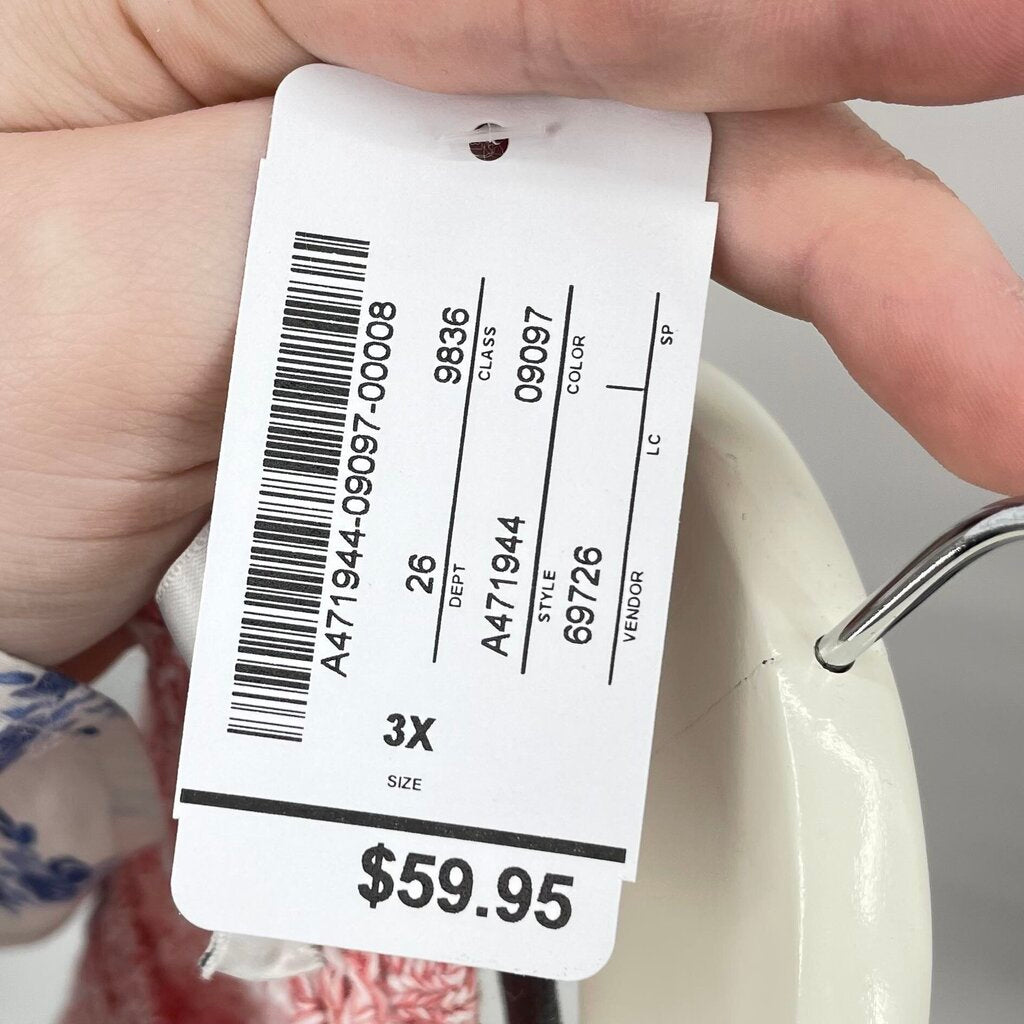 A471944-09097-00008
26 9836
DEPT CLASS
A471944 09097
STYLE COLOR
69726
VENDOR LC SP
3X
SIZE
$59.95